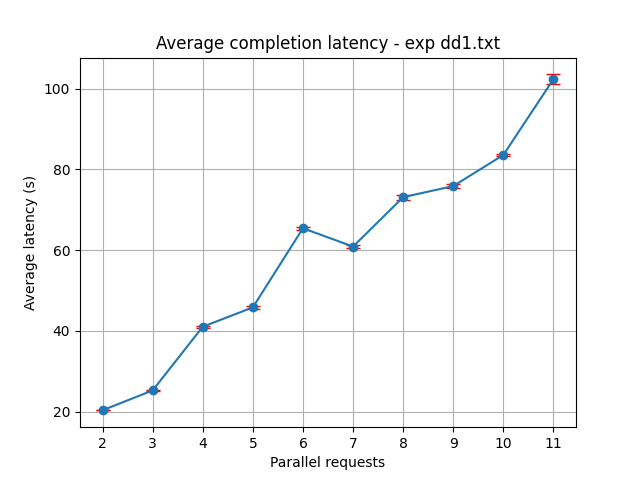 Average completion latency - exp dd1.txt
100
80
60
40
20
Average latency (s)
2 3 4 5 6 7 8 9 10 11
Parallel requests